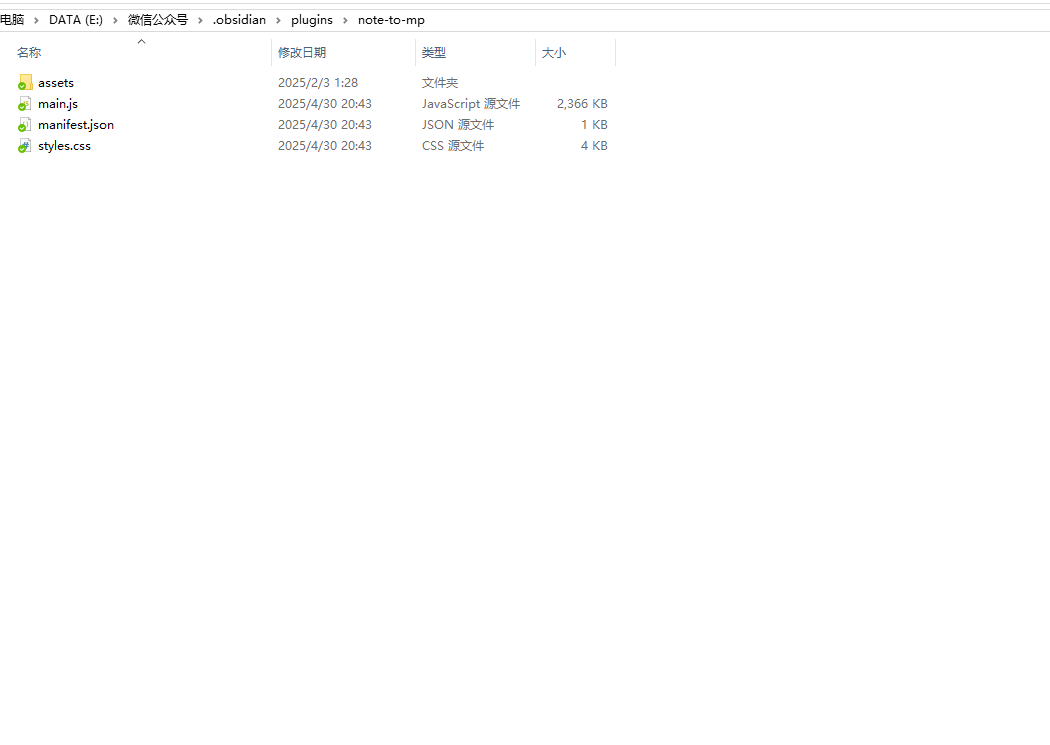 电脑 › DATA (E:) › 微信公众号 › .obsidian › plugins › note-to-mp
名称 修改日期 类型 大小
assets 2025/2/3 1:28 文件夹
main.js 2025/4/30 20:43 JavaScript 源文件 2,366 KB
manifest.json 2025/4/30 20:43 JSON 源文件 1 KB
styles.css 2025/4/30 20:43 CSS 源文件 4 KB